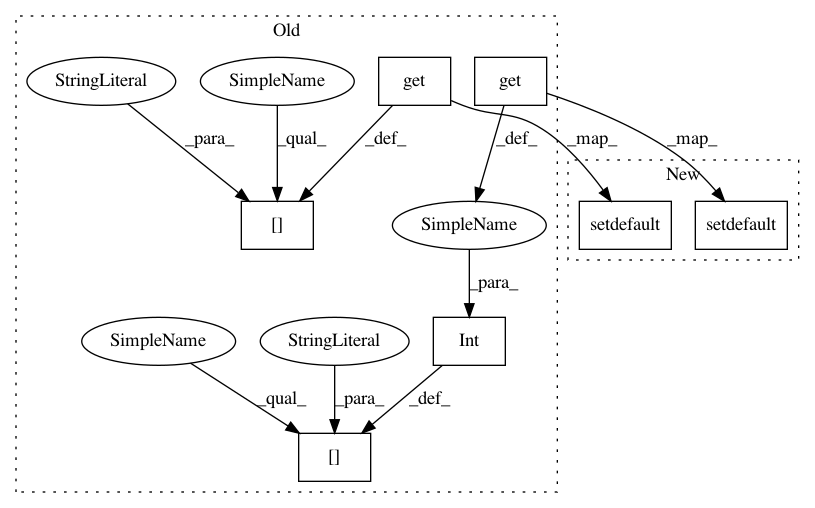 Old
StringLiteral
SimpleName
get
get
_para_
_qual_
_def_
_def_
_map_
_map_
New
[]
SimpleName
setdefault
setdefault
_para_
SimpleName
StringLiteral
Int
_qual_
_para_
_def_
[]